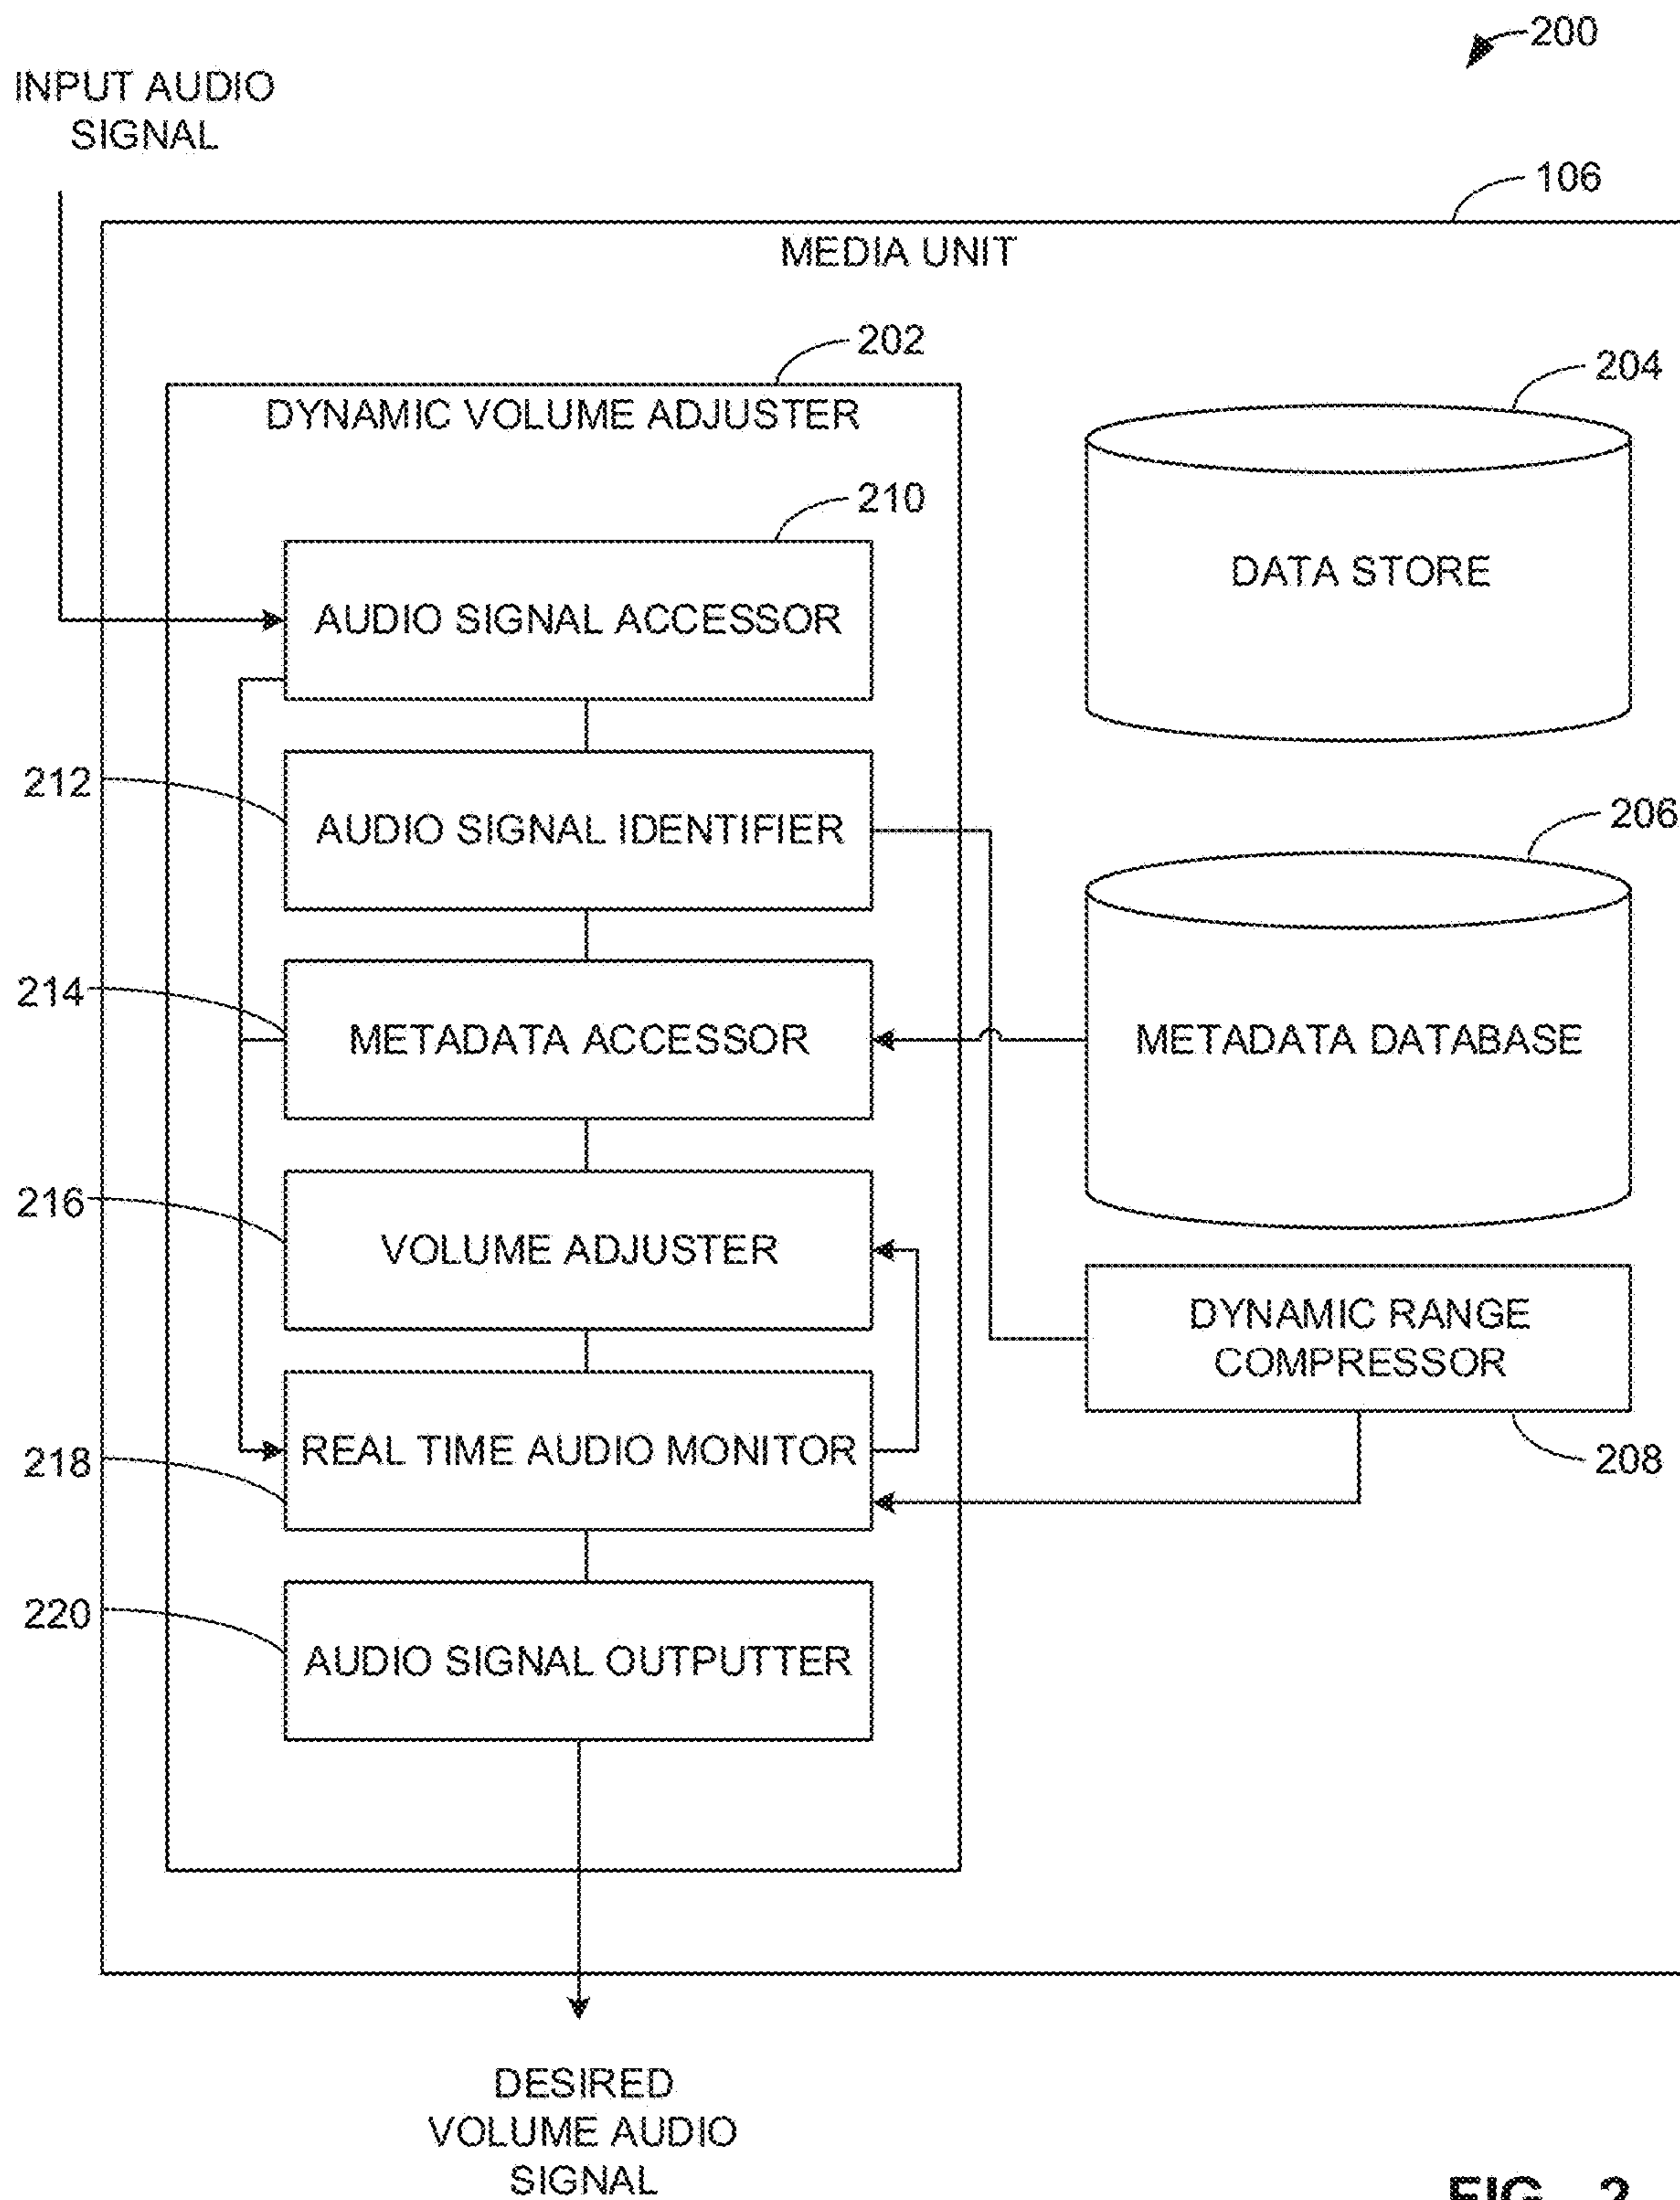 200
INPUT AUDIO
SIGNAL
106
MEDIA UNIT
202
DYNAMIC VOLUME ADJUSTER
204
DATA STORE
210
AUDIO SIGNAL ACCESSOR
212
AUDIO SIGNAL IDENTIFIER
206
METADATA DATABASE
214
METADATA ACCESSOR
216
VOLUME ADJUSTER
DYNAMIC RANGE
COMPRESSOR
208
218
REAL TIME AUDIO MONITOR
220
AUDIO SIGNAL OUTPUTTER
DESIRED
VOLUME AUDIO
SIGNAL
FIG. 2